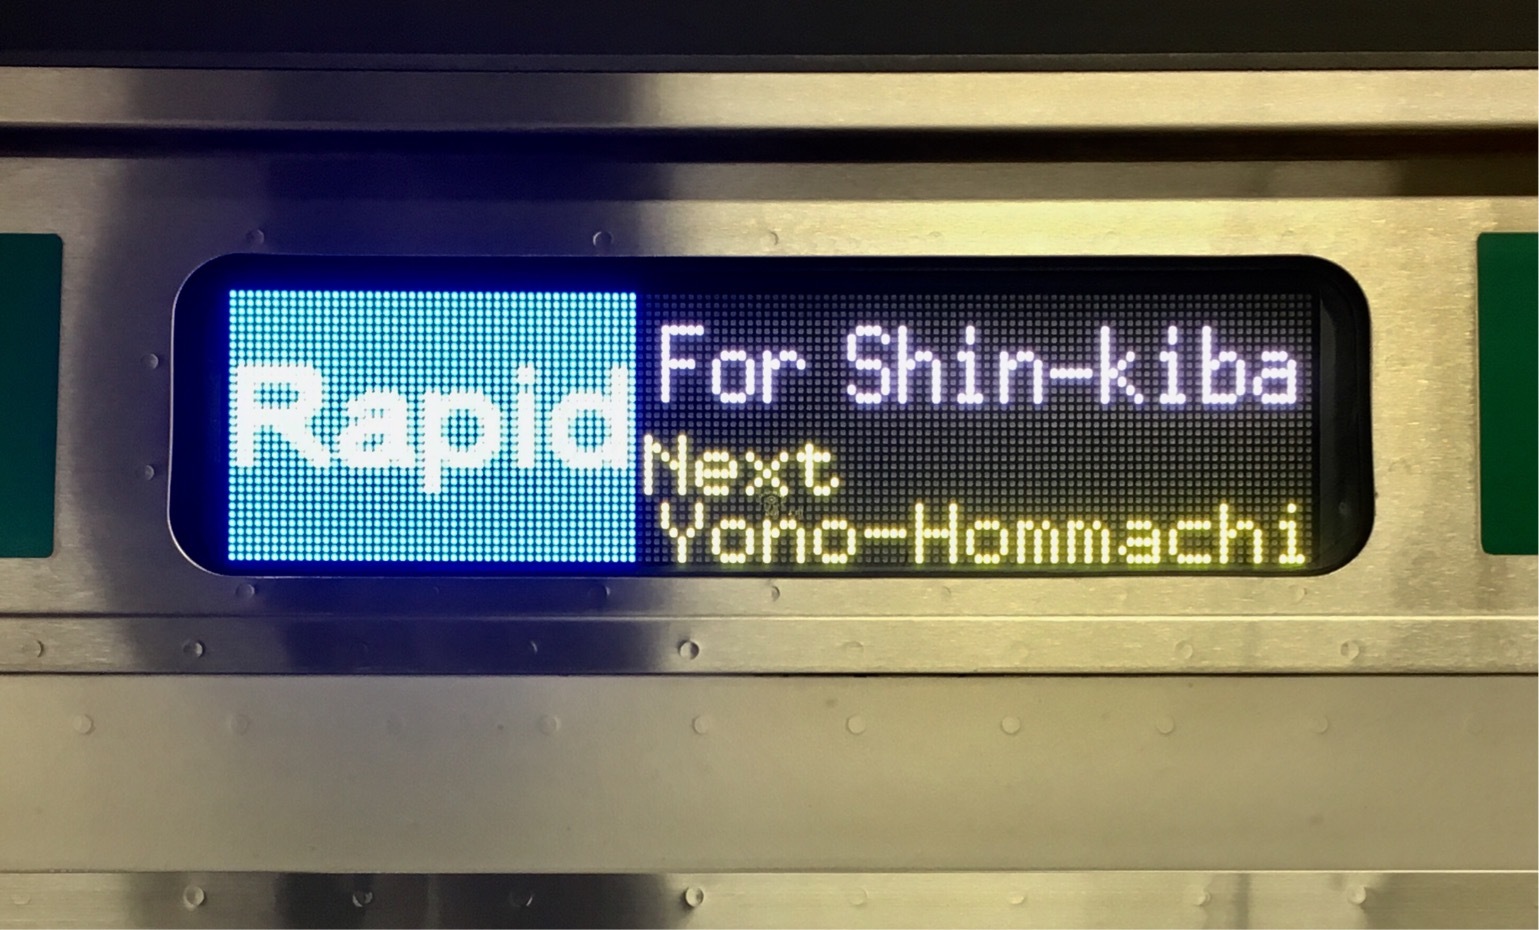 Rapid
For Shin-kiba
Next
Yono-Hommachi